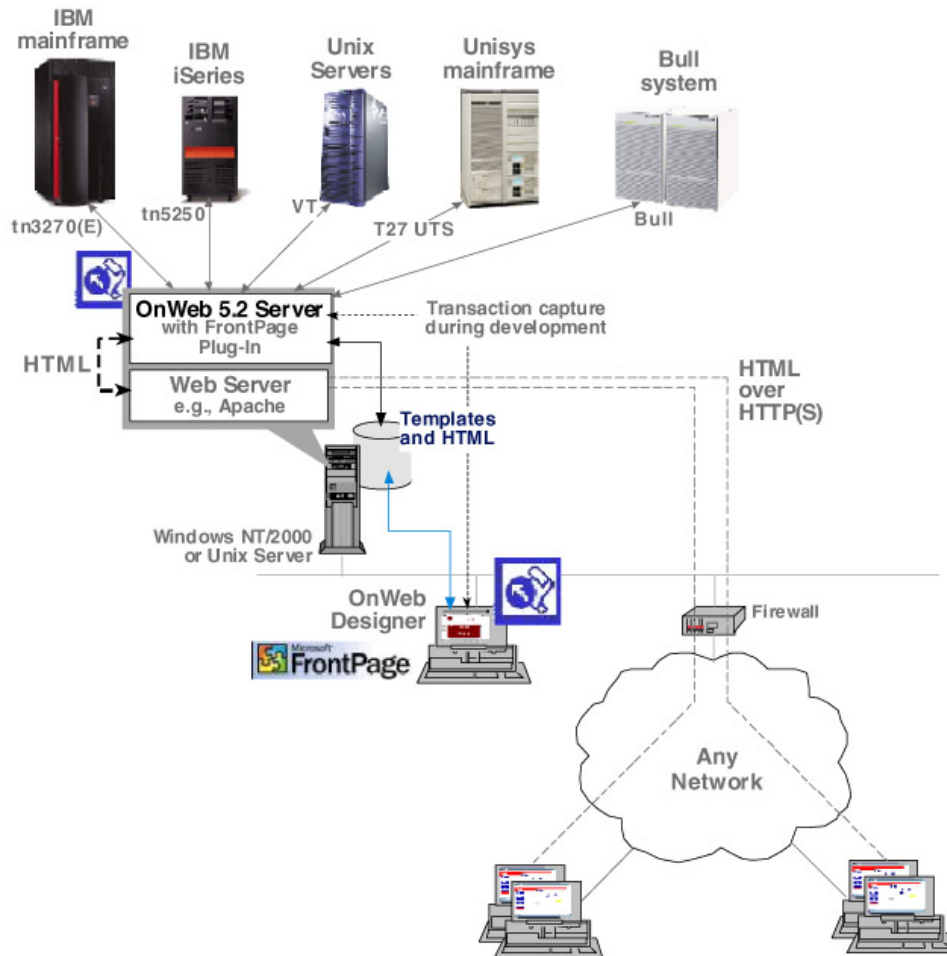 IBM
mainframe
IBM
iSeries
Unix
Servers
Unisys
mainframe
Bull
system
tn3270(E)
tn5250
VT
T27 UTS
Bull
OnWeb 5.2 Server
with FrontPage
Plug-In
Transaction capture
during development
HTML
Web Server
e.g., Apache
HTML
over
HTTP(S)
Templates
and HTML
Windows NT/2000
or Unix Server
OnWeb
Designer
Firewall
Microsoft
FrontPage
Any
Network